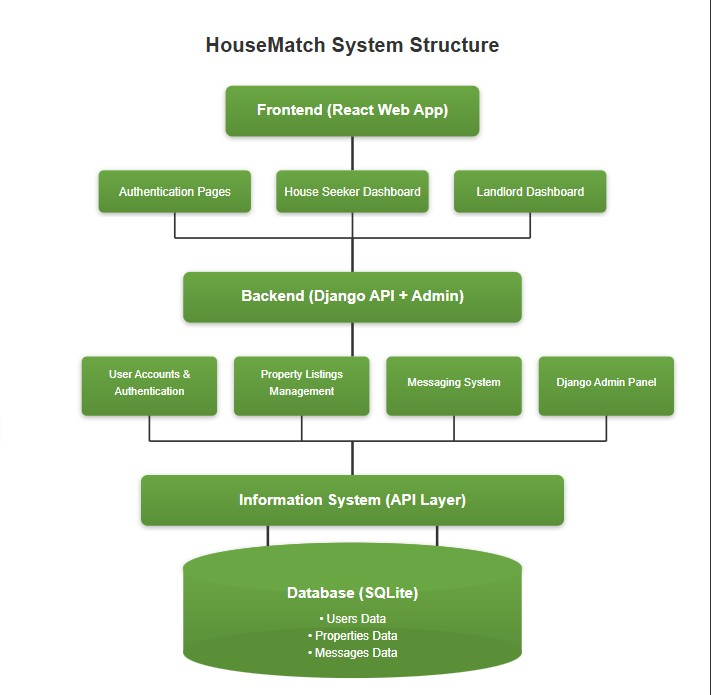 HouseMatch System Structure
Frontend (React Web App)
Authentication Pages
House Seeker Dashboard
Landlord Dashboard
Backend (Django API + Admin)
User Accounts &
Authentication
Property Listings
Management
Messaging System
Django Admin Panel
Information System (API Layer)
Database (SQLite)
• Users Data
• Properties Data
• Messages Data